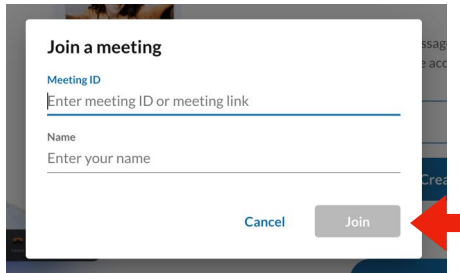 Join a meeting
Meeting ID
Enter meeting ID or meeting link
Name
Enter your name
Cancel
Join